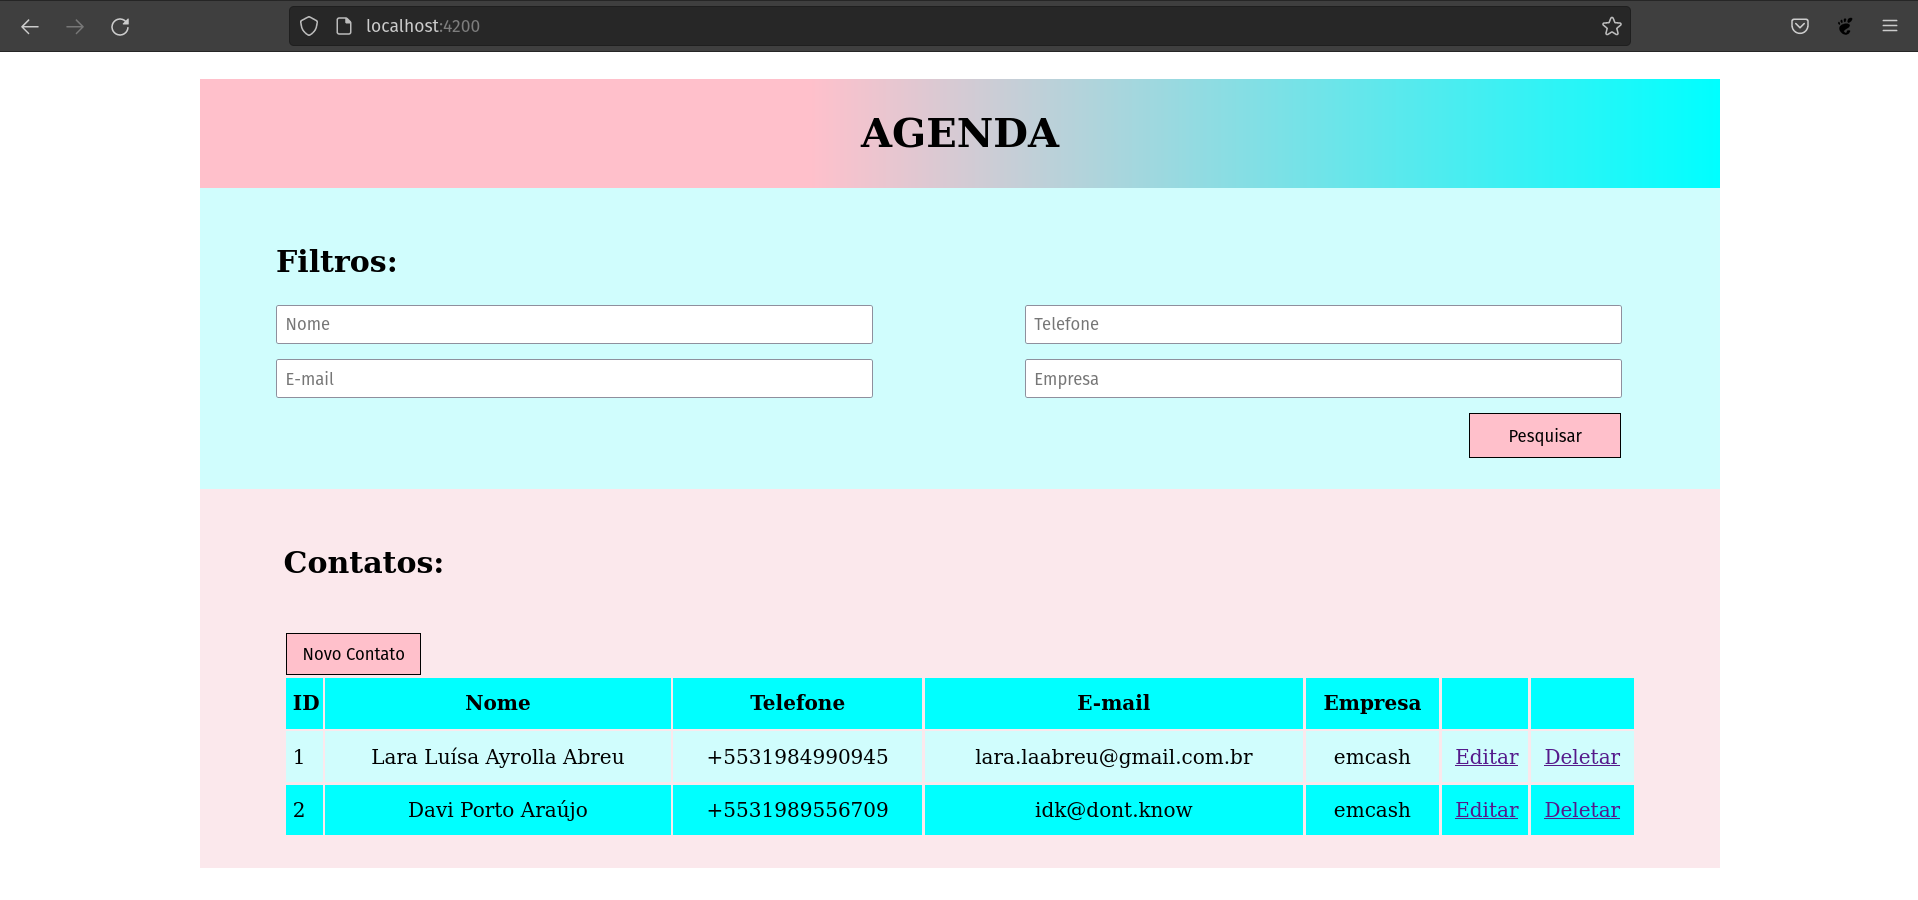 localhost:4200
AGENDA
Filtros:
Nome Telefone
E-mail Empresa
Pesquisar
Contatos:
Novo Contato
ID Nome Telefone E-mail Empresa
1 Lara Luísa Ayrolla Abreu +5531984990945 lara.laabreu@gmail.com.br emcash Editar Deletar
2 Davi Porto Araújo +5531989556709 idk@dont.know emcash Editar Deletar